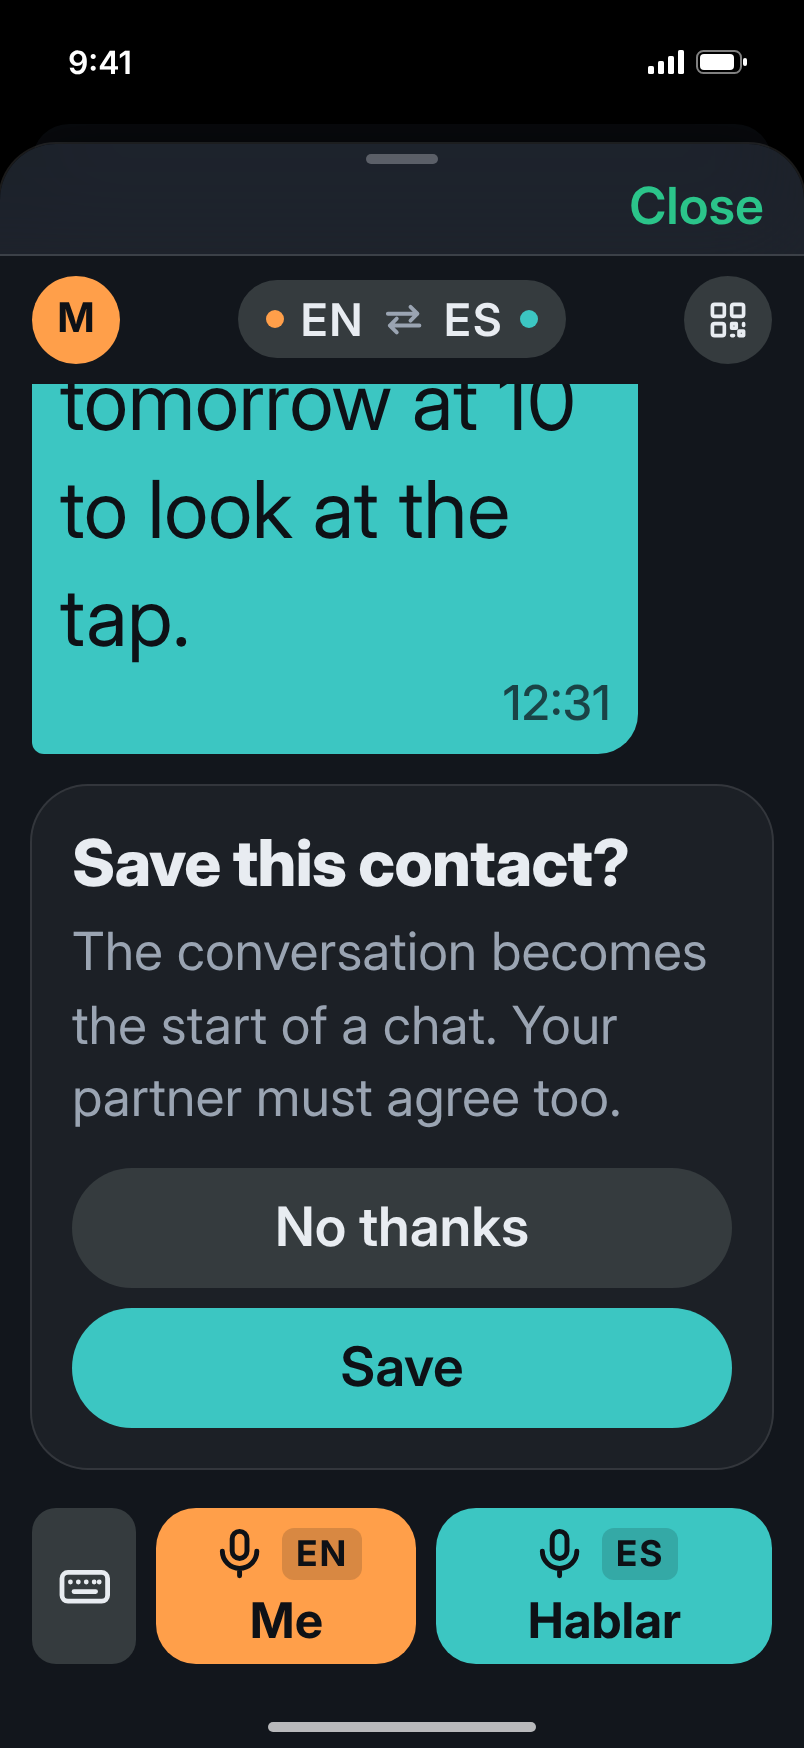 9:41
Close
M
EN ES
tomorrow at 10
to look at the
tap.
12:31
Save this contact?
The conversation becomes
the start of a chat. Your
partner must agree too.
No thanks
Save
EN
Me
ES
Hablar